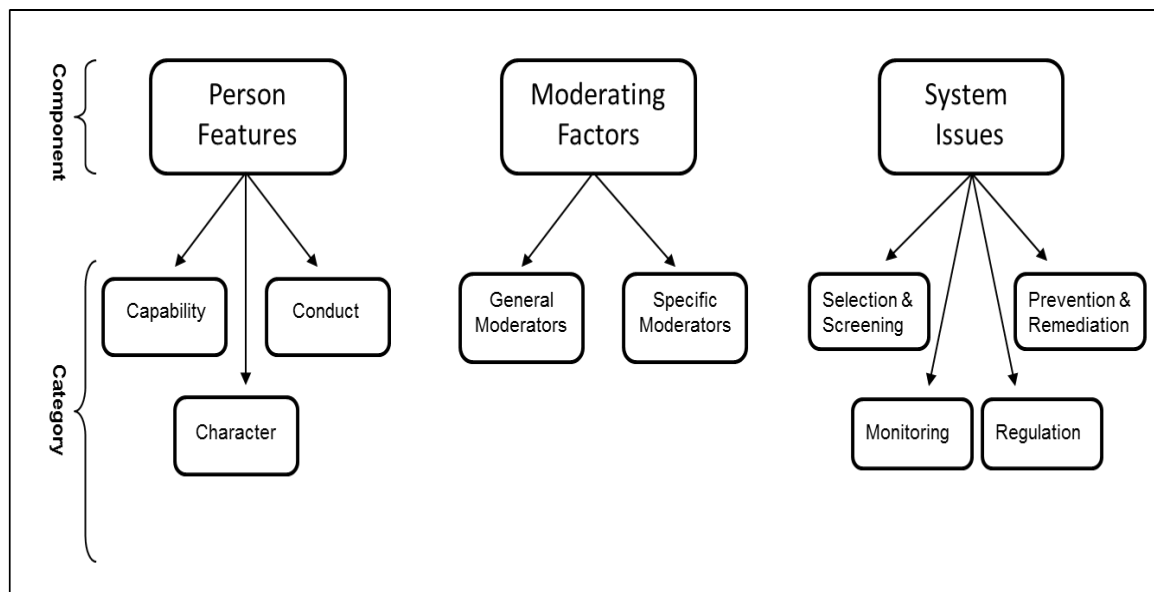 Component
Person
Features
Moderating
Factors
System
Issues
Category
Capability
Conduct
Character
General
Moderators
Specific
Moderators
Selection &
Screening
Prevention &
Remediation
Monitoring
Regulation